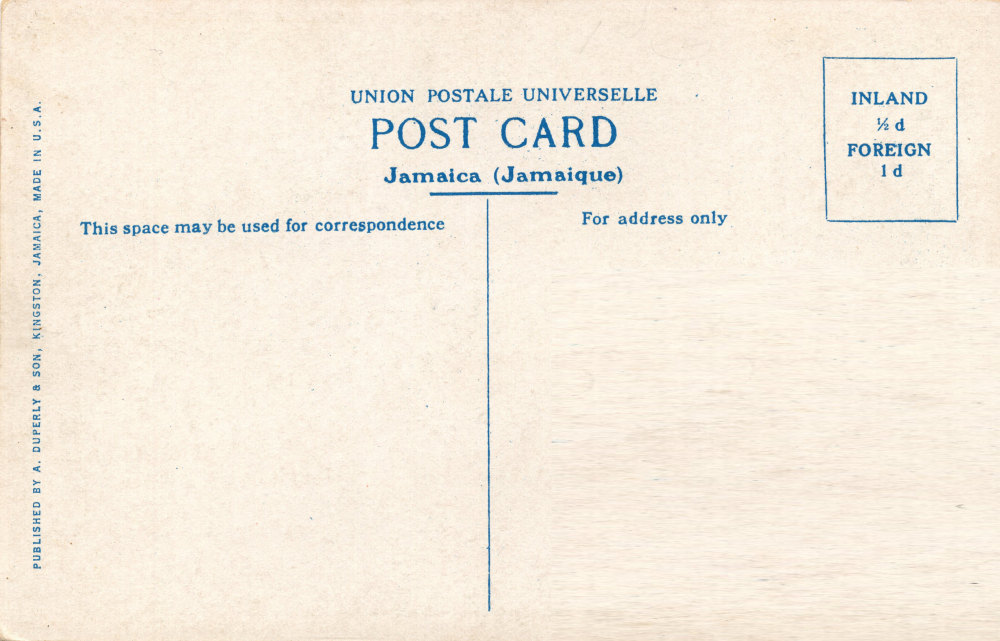 UNION POSTALE UNIVERSELLE
POST CARD
Jamaica (Jamaique)
INLAND
½ d
FOREIGN
1 d
This space may be used for correspondence
For address only
PUBLISHED BY A. DUPERLY & SON, KINGSTON, JAMAICA, MADE IN U.S.A.